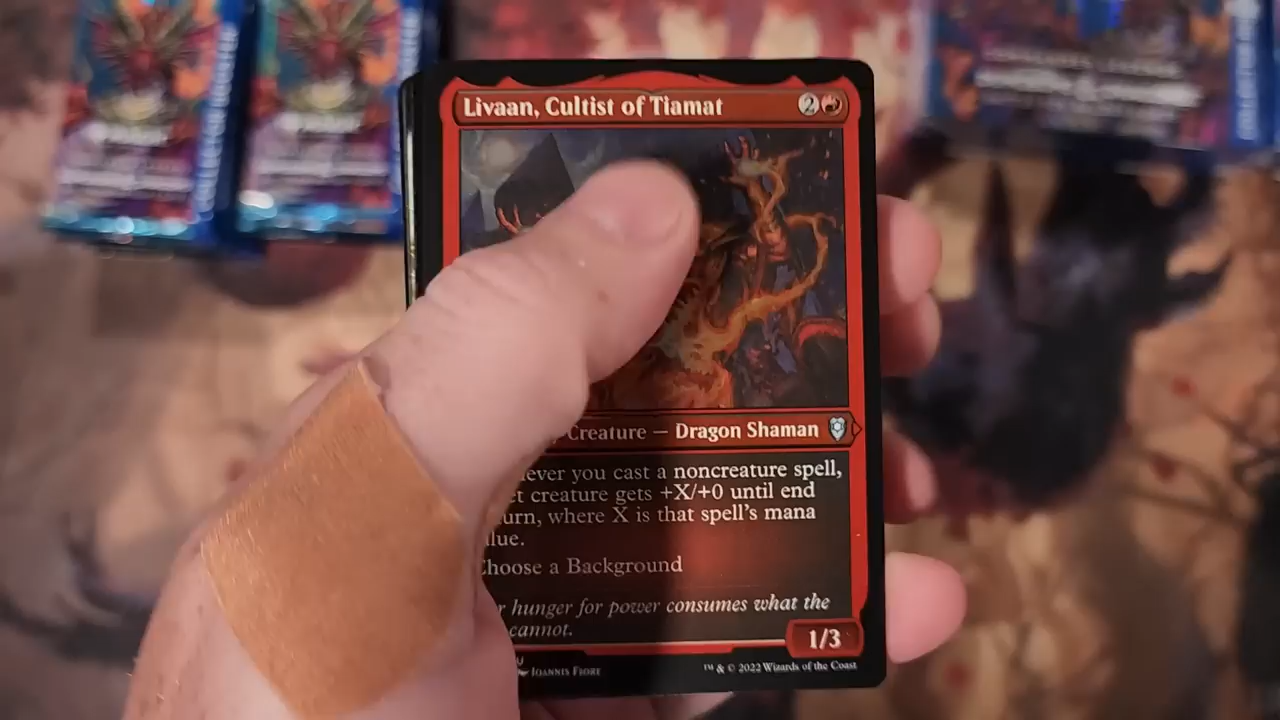 Livaan, Cultist of Tiamat 2
Creature — Dragon Shaman
ever you cast a noncreature spell,
et creature gets +X/+0 until end
urn, where X is that spell's mana
lue.
Choose a Background
r hunger for power consumes what the
cannot.
1/3
U
IOANNIS FIORE
™ & © 2022 Wizards of the Coast